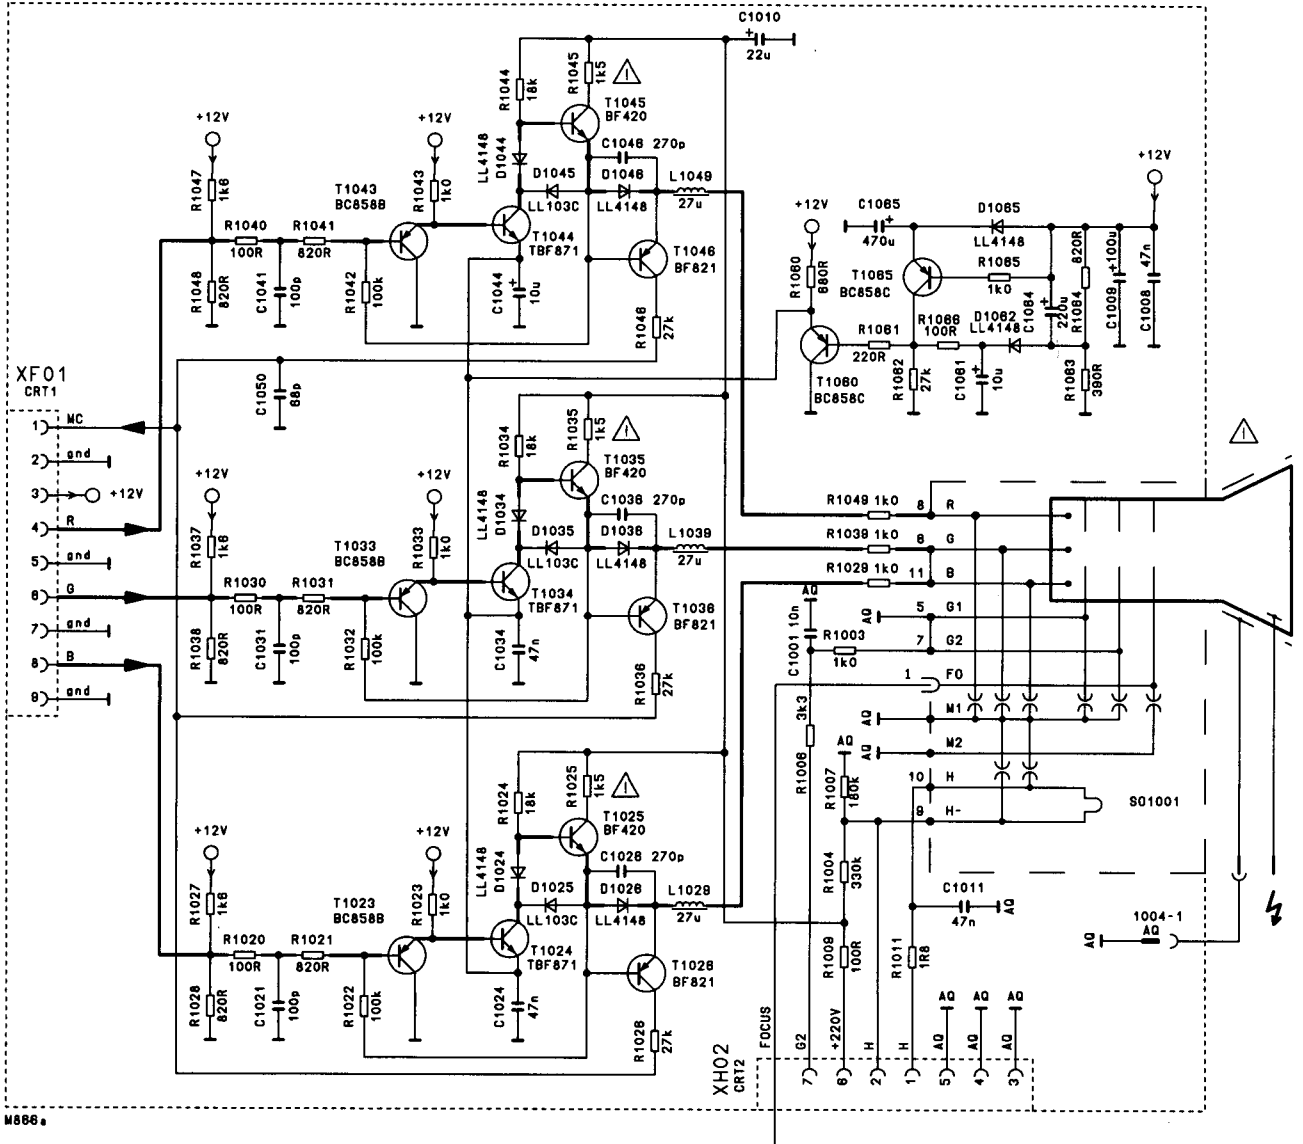 C1010
+
22u
R1044
18k
R1045
1k5
T1045
BF420
+12V
R1047
1k6
+12V
T1043
BC858B
R1043
1k0
LL4148
D1044
C1046 270p
D1045
LL103C
D1046
LL4148
L1049
27u
R1040
100R
R1041
820R
T1044
TBF871
T1046
BF821
R1048
820R
C1041
100p
R1042
100k
C1044
+
10u
R1046
27k
C1050
68p
+12V
+12V
C1065
+
470u
D1065
LL4148
R1060
680R
T1065
BC858C
R1065
1k0
C1064
+
220u
820R
R1064
+100u
C1009
47n
C1008
R1061
220R
R1066
100R
D1062
LL4148
T1060
BC858C
R1062
27k
C1061
+
10u
R1063
390R
XF01
CRT1
1 MC
2 gnd
3 +12V
4 R
5 gnd
6 G
7 gnd
8 B
9 gnd
R1034
18k
R1035
1k5
T1035
BF420
+12V
R1037
1k6
+12V
T1033
BC858B
R1033
1k0
LL4148
D1034
C1036 270p
D1035
LL103C
D1036
LL4148
L1039
27u
R1030
100R
R1031
820R
T1034
TBF871
T1036
BF821
R1038
820R
C1031
100p
R1032
100k
C1034
47n
R1036
27k
R1049 1k0
8 R
R1039 1k0
6 G
R1029 1k0
11 B
AQ
C1001 10n
AQ
5 G1
R1003
1k0
7 G2
1 FO
AQ
M1
AQ
M2
3k3
R1006
AQ
R1007
180k
10 H
9 H-
SO1001
R1004
330k
C1011
47n
AQ
R1009
100R
R1011
1R8
AQ
1004-1
AQ
R1024
18k
R1025
1k5
T1025
BF420
+12V
R1027
1k6
+12V
T1023
BC858B
R1023
1k0
LL4148
D1024
C1026 270p
D1025
LL103C
D1026
LL4148
L1029
27u
R1020
100R
R1021
820R
T1024
TBF871
T1026
BF821
R1028
820R
C1021
100p
R1022
100k
C1024
47n
R1026
27k
XH02
CRT2
FOCUS
G2
+220V
H
H
AQ
AQ
AQ
AQ
AQ
AQ
7
6
2
1
5
4
3
M866a